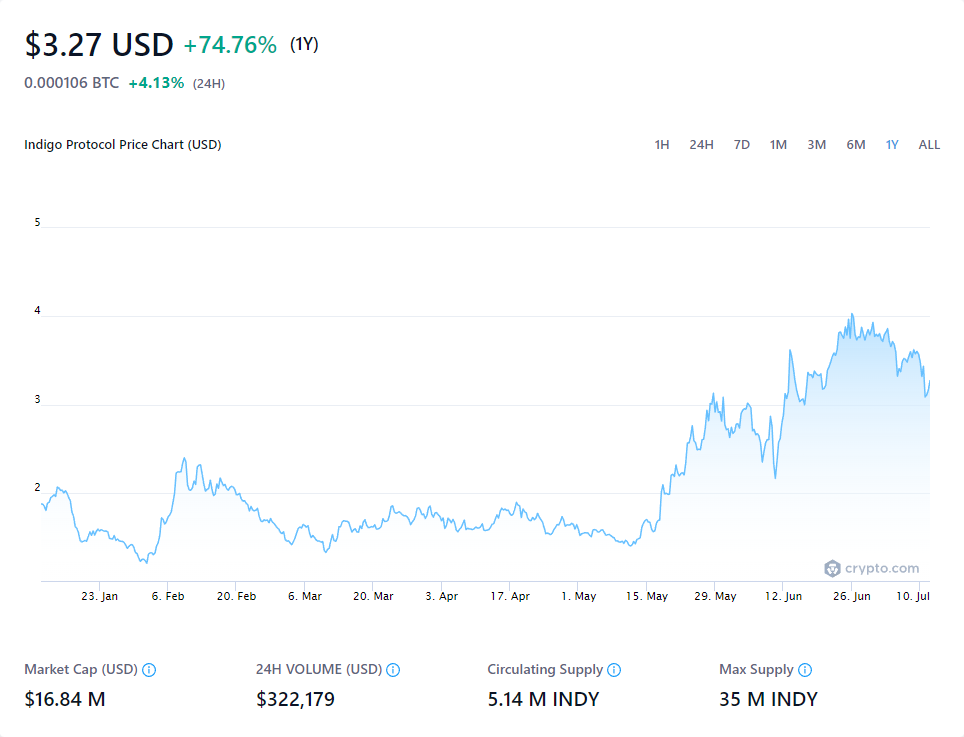 $3.27 USD +74.76% (1Y)
0.000106 BTC +4.13% (24H)
Indigo Protocol Price Chart (USD) 1H 24H 7D 1M 3M 6M 1Y ALL
5
4
3
2
crypto.com
23. Jan 6. Feb 20. Feb 6. Mar 20. Mar 3. Apr 17. Apr 1. May 15. May 29. May 12. Jun 26. Jun 10. Jul
Market Cap (USD) 24H VOLUME (USD) Circulating Supply Max Supply
$16.84 M $322,179 5.14 M INDY 35 M INDY